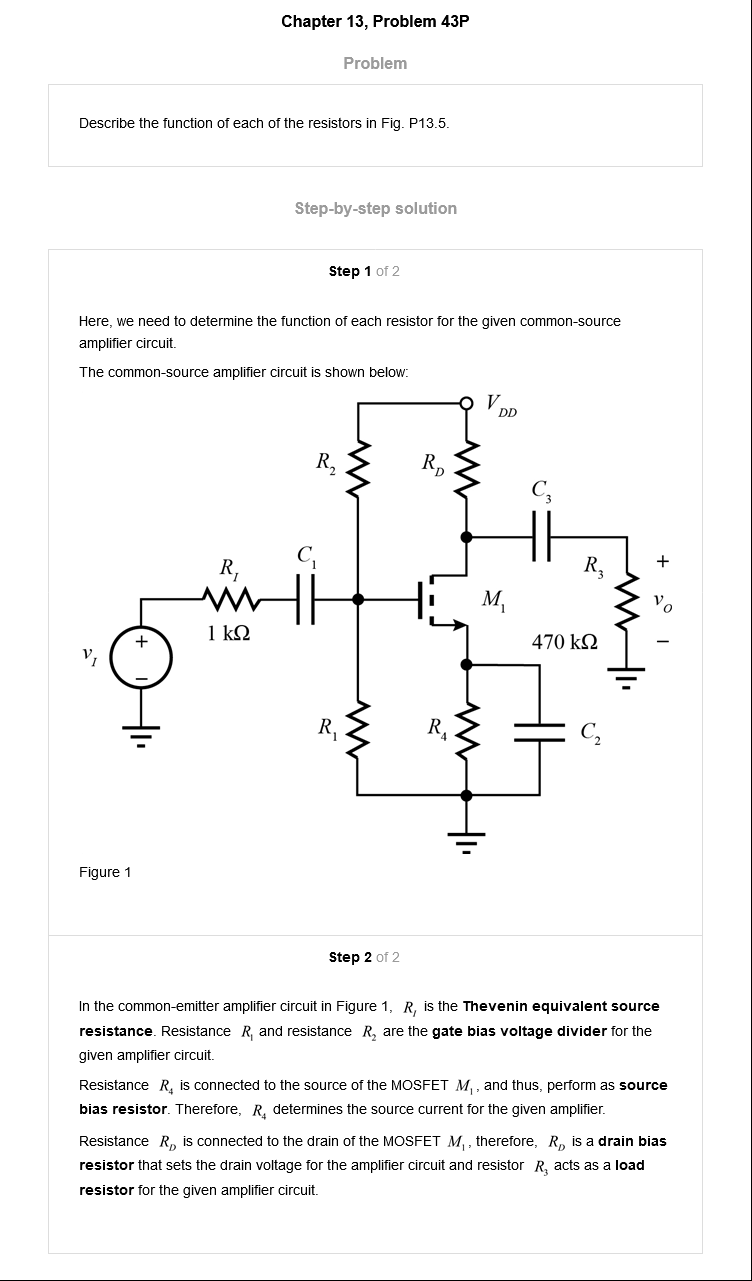 Chapter 13, Problem 43P
Problem
Describe the function of each of the resistors in Fig. P13.5.
Step-by-step solution
Step 1 of 2
Here, we need to determine the function of each resistor for the given common-source
amplifier circuit.
The common-source amplifier circuit is shown below:
V_DD
R_2
R_D
C_3
C_1
R_I
R_3
+
M_1
v_O
1 kΩ
470 kΩ
−
v_I
+
−
R_1
R_4
C_2
Figure 1
Step 2 of 2
In the common-emitter amplifier circuit in Figure 1, R_I is the Thevenin equivalent source
resistance. Resistance R_1 and resistance R_2 are the gate bias voltage divider for the
given amplifier circuit.
Resistance R_4 is connected to the source of the MOSFET M_1, and thus, perform as source
bias resistor. Therefore, R_4 determines the source current for the given amplifier.
Resistance R_D is connected to the drain of the MOSFET M_1, therefore, R_D is a drain bias
resistor that sets the drain voltage for the amplifier circuit and resistor R_3 acts as a load
resistor for the given amplifier circuit.